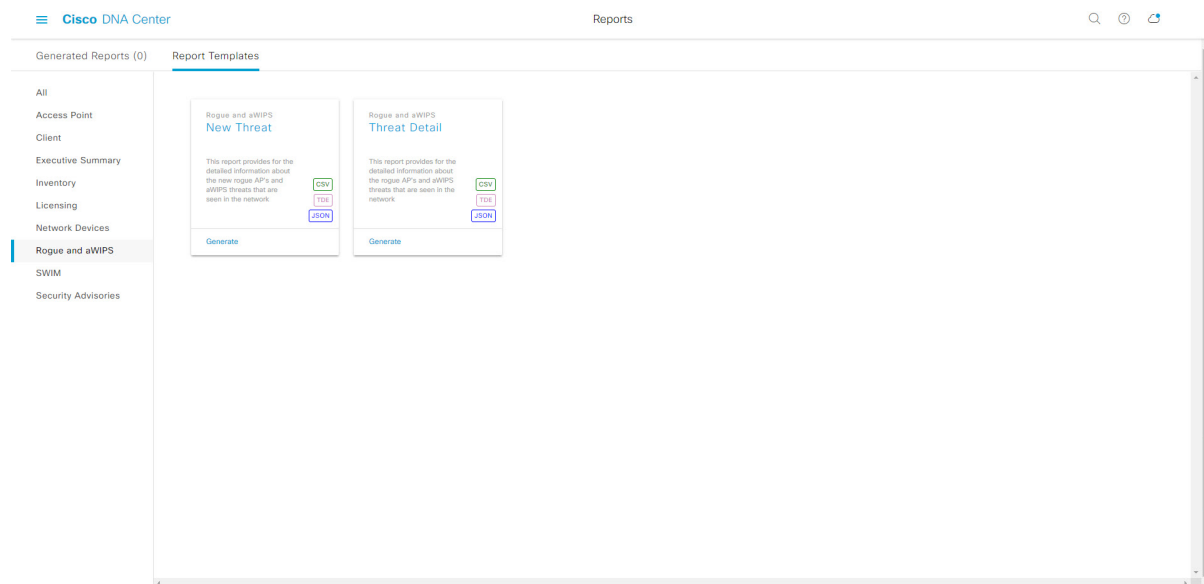 Cisco DNA Center
Reports
Generated Reports (0)
Report Templates
All
Access Point
Client
Executive Summary
Inventory
Licensing
Network Devices
Rogue and aWIPS
SWIM
Security Advisories
Rogue and aWIPS
New Threat
This report provides for the
detailed information about
the new rogue AP's and
aWIPS threats that are
seen in the network
CSV
TDE
JSON
Generate
Rogue and aWIPS
Threat Detail
This report provides for the
detailed information about
the rogue AP's and aWIPS
threats that are seen in the
network
CSV
TDE
JSON
Generate